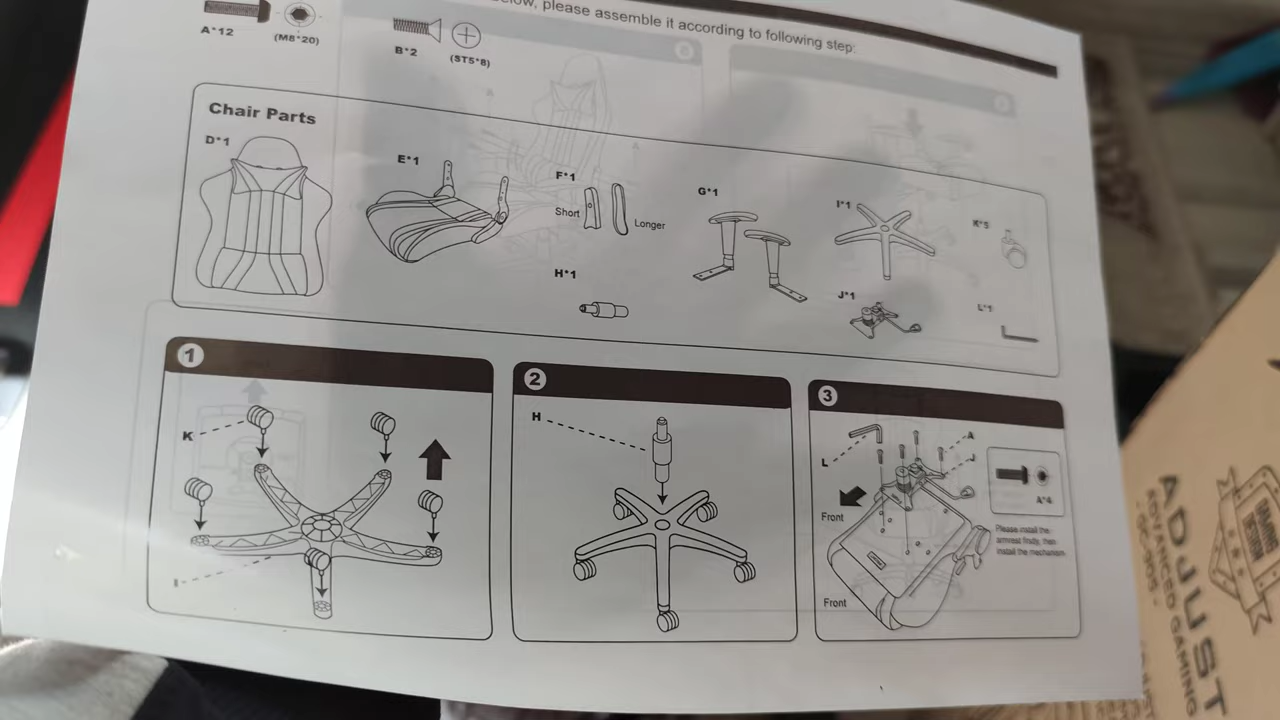 below, please assemble it according to following step:
A*12
(M8*20)
B*2
(ST5*8)
Chair Parts
D*1
E*1
F*1
Short
Longer
G*1
H*1
I*1
J*1
K*5
L*1
1
K
I
2
H
3
L
A
J
A*4
Front
Please install the
armrest firstly, then
install the mechanism
Front
ADJUST
ADVANCED GAMING